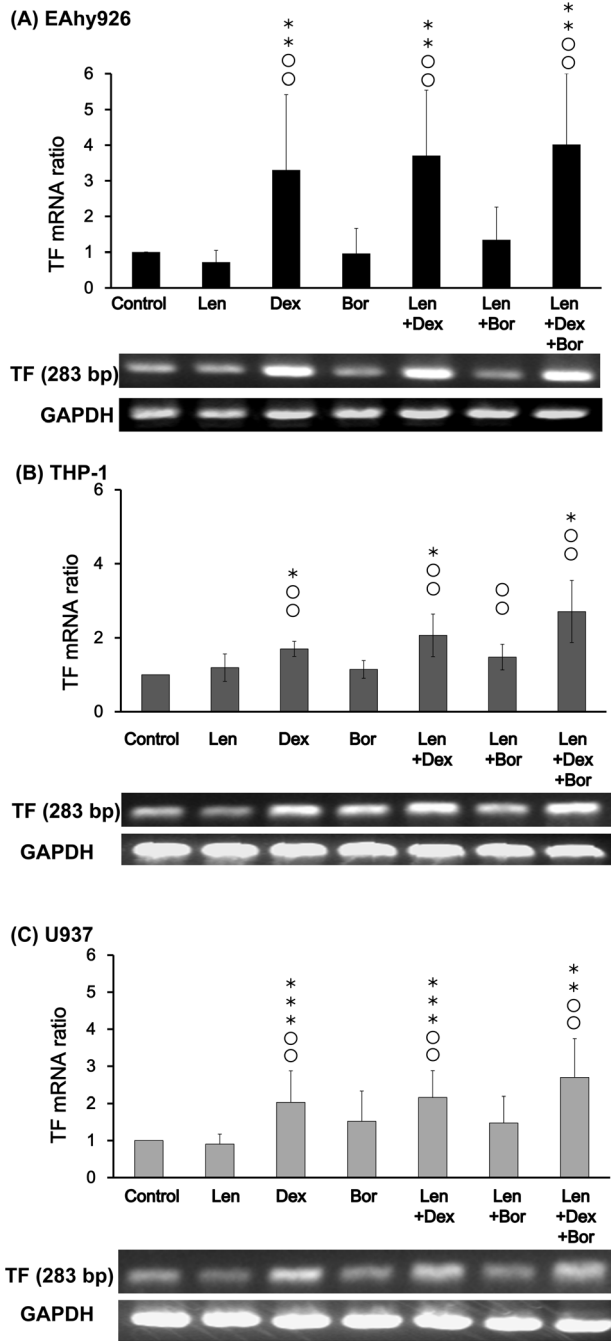 (A) EAhy926
* * ○○
* * ○○
* * ○○
6
5
4
3
2
1
0
TF mRNA ratio
Control Len Dex Bor Len Len Len
+Dex +Bor +Dex
+Bor
TF (283 bp)
GAPDH
(B) THP-1
* ○○
* ○○
○○
* ○○
6
4
2
0
TF mRNA ratio
Control Len Dex Bor Len Len Len
+Dex +Bor +Dex
+Bor
TF (283 bp)
GAPDH
(C) U937
* * * ○○
* * * ○○
* * ○○
6
5
4
3
2
1
0
TF mRNA ratio
Control Len Dex Bor Len Len Len
+Dex +Bor +Dex
+Bor
TF (283 bp)
GAPDH